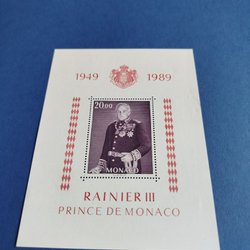 1949 1989
20,00
MONACO
RAINIER III
PRINCE DE MONACO